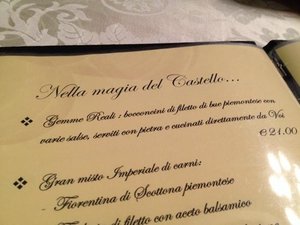 Nella magia del Castello...
❖ Gemme Reali : bocconcini di filetto di bue piemontese con
varie salse, serviti con pietra e cucinati direttamente da Voi
€21.00
❖ Gran misto Imperiale di carni:
Fiorentina di Scottona piemontese
di filetto con aceto balsamico